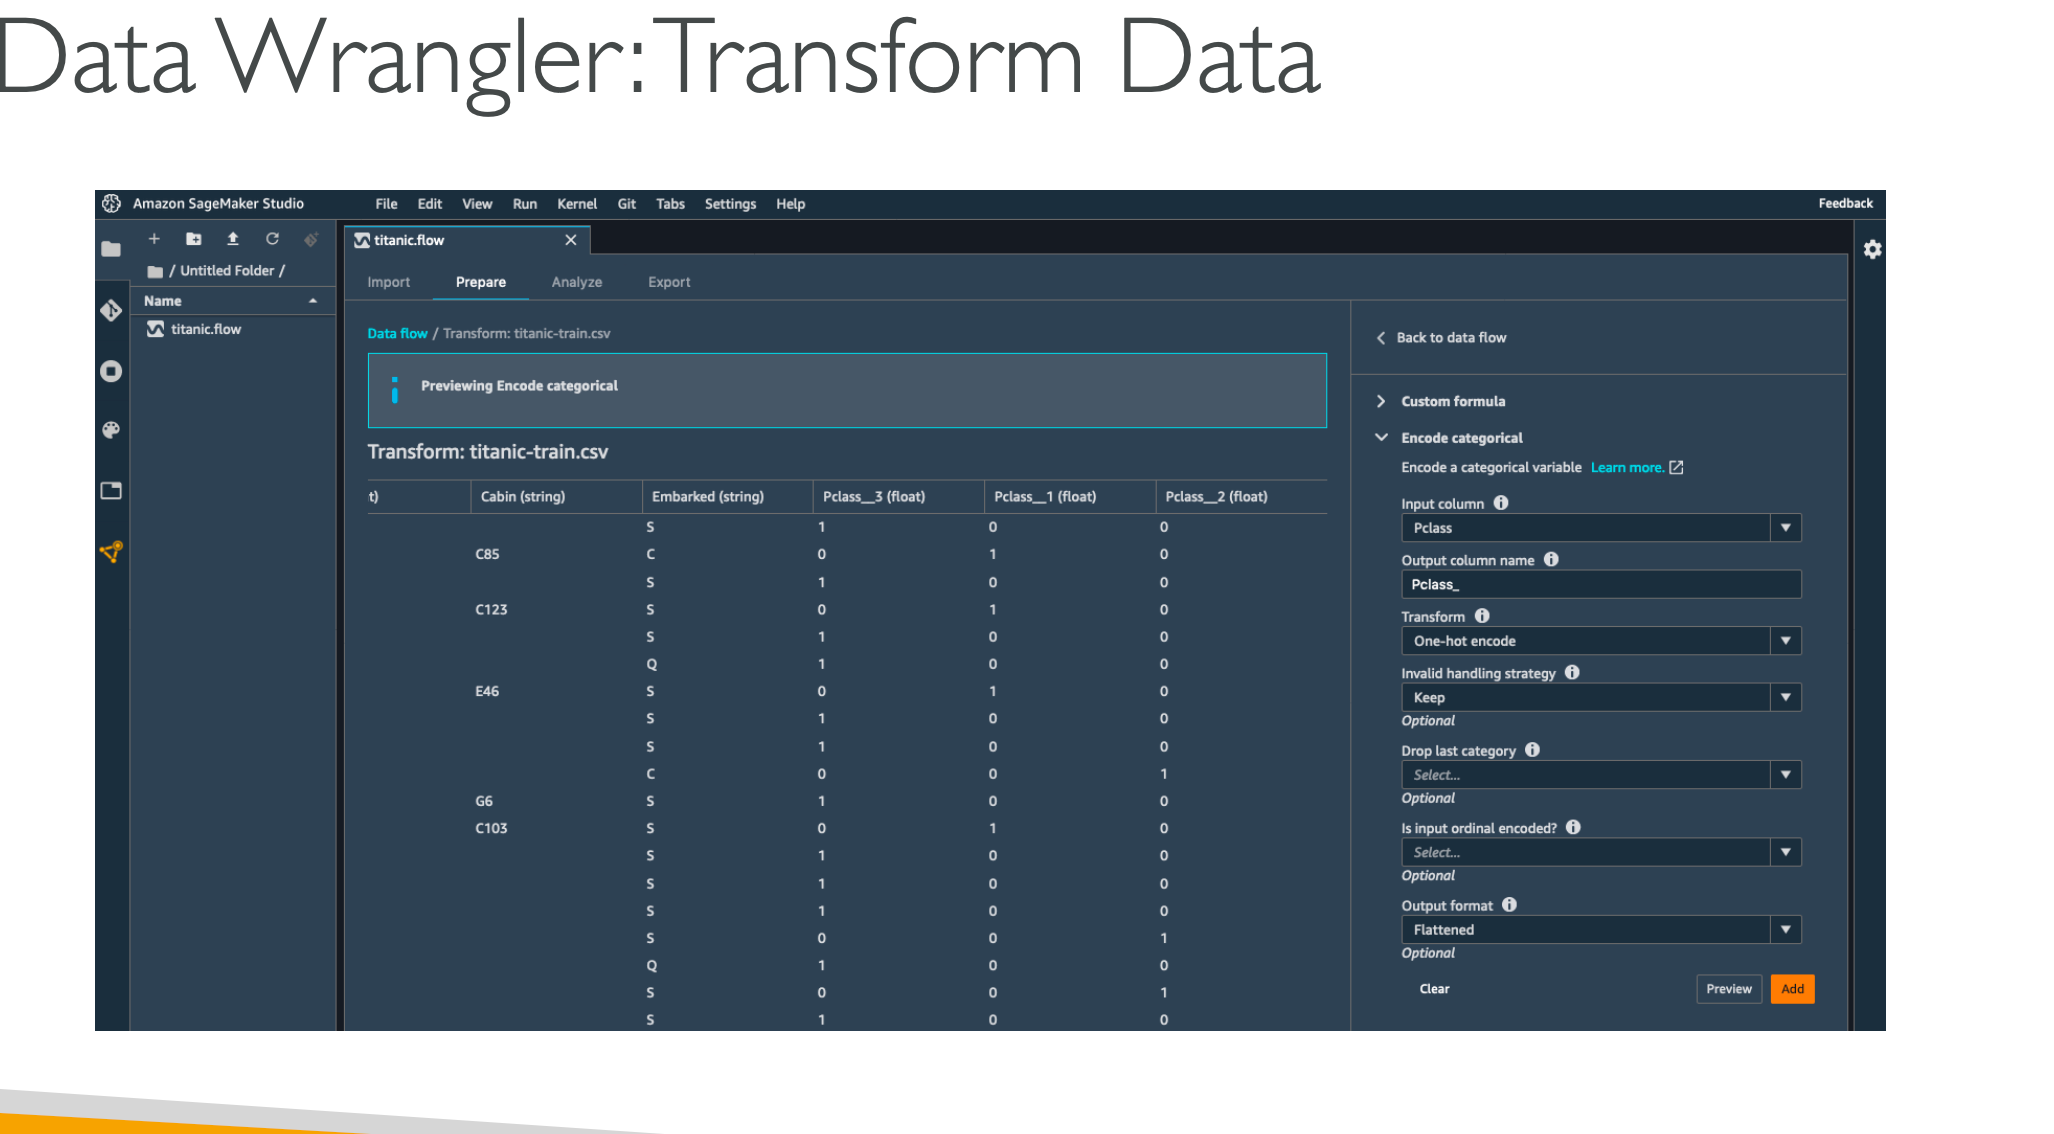 Data Wrangler: Transform Data
Amazon SageMaker Studio File Edit View Run Kernel Git Tabs Settings Help Feedback
titanic.flow
/ Untitled Folder /
Name
titanic.flow
Import Prepare Analyze Export
Data flow / Transform: titanic-train.csv
Previewing Encode categorical
Transform: titanic-train.csv
t) Cabin (string) Embarked (string) Pclass__3 (float) Pclass__1 (float) Pclass__2 (float)
S 1 0 0
C85 C 0 1 0
S 1 0 0
C123 S 0 1 0
S 1 0 0
Q 1 0 0
E46 S 0 1 0
S 1 0 0
S 1 0 0
C 0 0 1
G6 S 1 0 0
C103 S 0 1 0
S 1 0 0
S 1 0 0
S 1 0 0
S 0 0 1
Q 1 0 0
S 0 0 1
S 1 0 0
Back to data flow
Custom formula
Encode categorical
Encode a categorical variable Learn more.
Input column
Pclass
Output column name
Pclass_
Transform
One-hot encode
Invalid handling strategy
Keep
Optional
Drop last category
Select...
Optional
Is input ordinal encoded?
Select...
Optional
Output format
Flattened
Optional
Clear Preview Add